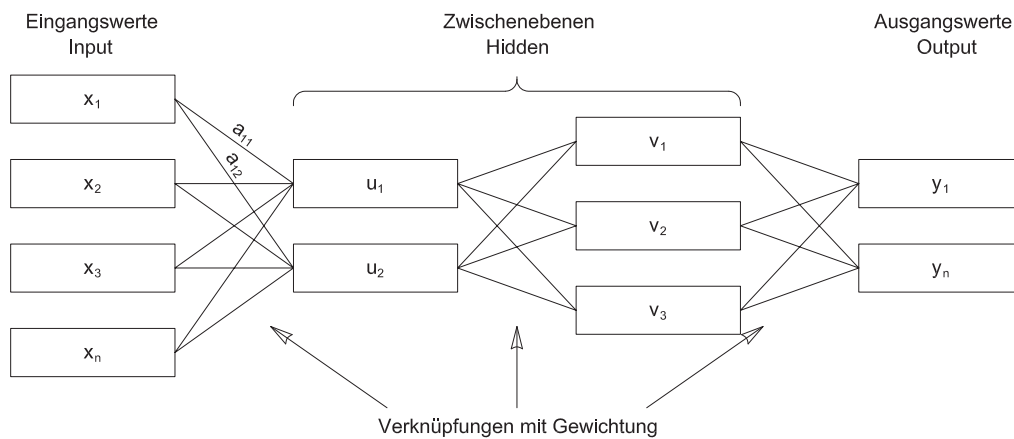 Eingangswerte
Input
Zwischenebenen
Hidden
Ausgangswerte
Output
x1
x2
x3
xn
a11
a12
u1
u2
v1
v2
v3
y1
yn
Verknüpfungen mit Gewichtung